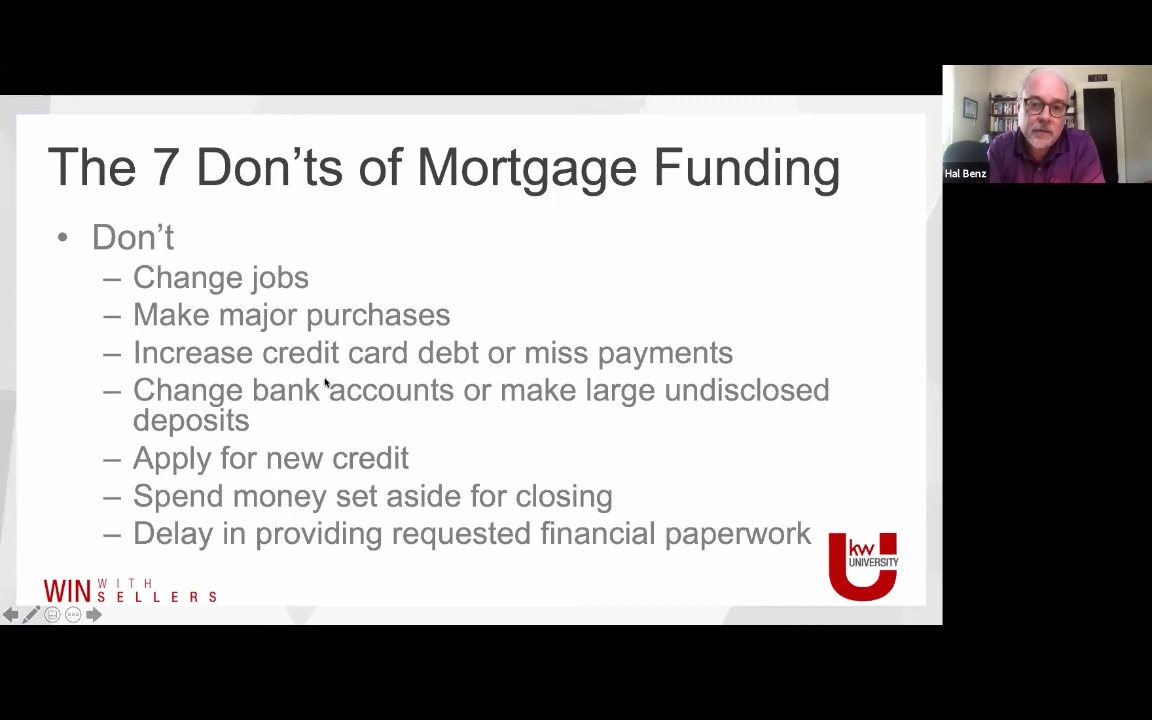 The 7 Don'ts of Mortgage Funding
• Don't
– Change jobs
– Make major purchases
– Increase credit card debt or miss payments
– Change bank accounts or make large undisclosed
deposits
– Apply for new credit
– Spend money set aside for closing
– Delay in providing requested financial paperwork
kw
UNIVERSITY
WIN WITH
SELLERS
Hal Benz